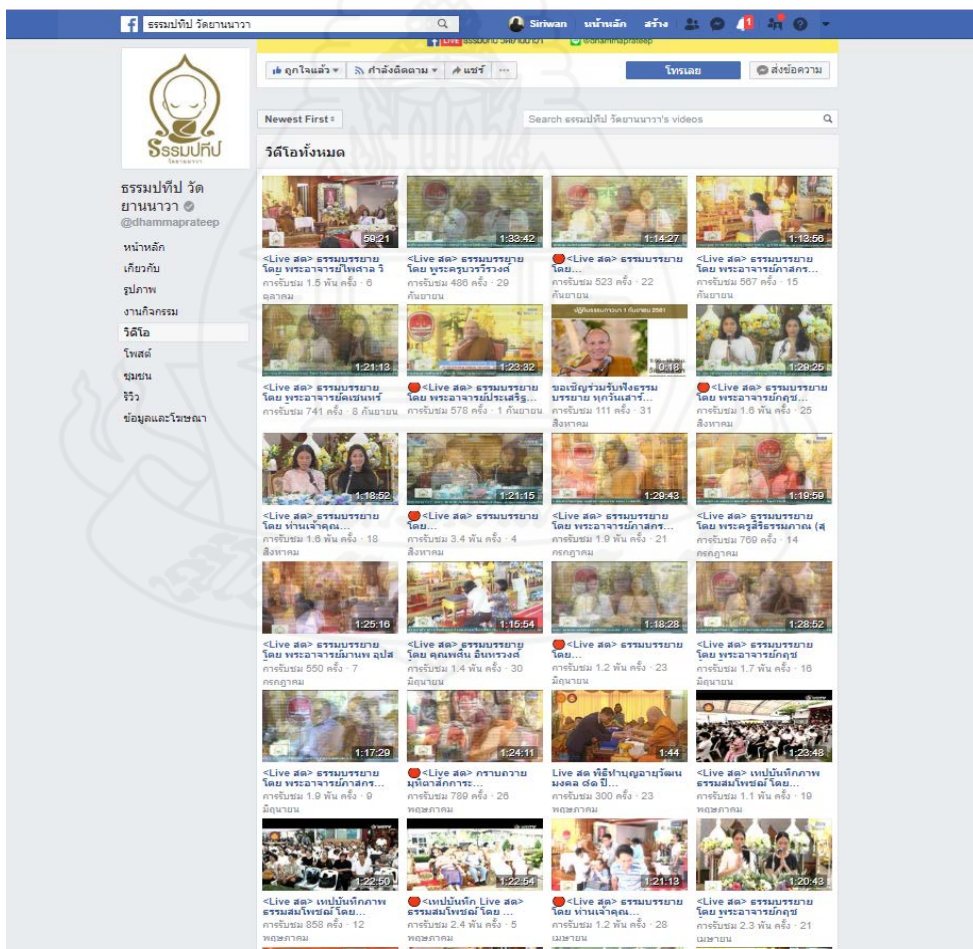 ธรรมปทีป วัดยานนาวา
Siriwan หน้าหลัก สร้าง 1
LIVE ธรรมปทีป วัดยานนาวา @dhammaprateep
ถูกใจแล้ว กำลังติดตาม แชร์ ... โทรเลย ส่งข้อความ
Newest First Search ธรรมปทีป วัดยานนาวา's videos
ธรรมปทีป
วัดยานนาวา
ธรรมปทีป วัด
ยานนาวา
@dhammaprateep
หน้าหลัก
เกี่ยวกับ
รูปภาพ
งานกิจกรรม
วิดีโอ
โพสต์
ชุมชน
รีวิว
ข้อมูลและโฆษณา
วิดีโอทั้งหมด
59:21
<Live สด> ธรรมบรรยาย
โดย พระอาจารย์ไพศาล วิ
การรับชม 1.5 พัน ครั้ง · 6
ตุลาคม
1:33:42
<Live สด> ธรรมบรรยาย
โดย พระครูบวรวีรวงศ์
การรับชม 486 ครั้ง · 29
กันยายน
1:14:27
<Live สด> ธรรมบรรยาย
โดย...
การรับชม 523 ครั้ง · 22
กันยายน
1:13:56
<Live สด> ธรรมบรรยาย
โดย พระอาจารย์ภาสกร...
การรับชม 567 ครั้ง · 15
กันยายน
1:21:13
<Live สด> ธรรมบรรยาย
โดย พระอาจารย์คเชนทร์
การรับชม 741 ครั้ง · 8 กันยายน
1:23:32
<Live สด> ธรรมบรรยาย
โดย พระอาจารย์ประเสริฐ...
การรับชม 578 ครั้ง · 1 กันยายน
ปฏิบัติธรรมภาวนา 1 กันยายน 2561
0:18
ขอเชิญร่วมรับฟังธรรม
บรรยาย ทุกวันเสาร์...
การรับชม 111 ครั้ง · 31
สิงหาคม
1:29:25
<Live สด> ธรรมบรรยาย
โดย พระอาจารย์กฤช...
การรับชม 1.6 พัน ครั้ง · 25
สิงหาคม
1:18:52
<Live สด> ธรรมบรรยาย
โดย ท่านเจ้าคุณ...
การรับชม 1.6 พัน ครั้ง · 18
สิงหาคม
1:21:15
<Live สด> ธรรมบรรยาย
โดย...
การรับชม 3.4 พัน ครั้ง · 4
สิงหาคม
1:29:43
<Live สด> ธรรมบรรยาย
โดย พระอาจารย์ภาสกร...
การรับชม 1.9 พัน ครั้ง · 21
กรกฎาคม
1:19:59
<Live สด> ธรรมบรรยาย
โดย พระครูสิริธรรมภาณ (สุ
การรับชม 769 ครั้ง · 14
กรกฎาคม
1:25:16
<Live สด> ธรรมบรรยาย
โดย พระอาจารย์มานพ อุปส
การรับชม 550 ครั้ง · 7
กรกฎาคม
1:15:54
<Live สด> ธรรมบรรยาย
โดย คุณพศิน อินทรวงศ์
การรับชม 1.4 พัน ครั้ง · 30
มิถุนายน
1:18:28
<Live สด> ธรรมบรรยาย
โดย...
การรับชม 1.2 พัน ครั้ง · 23
มิถุนายน
1:28:52
<Live สด> ธรรมบรรยาย
โดย พระอาจารย์กฤช
การรับชม 1.7 พัน ครั้ง · 16
มิถุนายน
1:17:29
<Live สด> ธรรมบรรยาย
โดย พระอาจารย์ภาสกร...
การรับชม 1.9 พัน ครั้ง · 9
มิถุนายน
1:24:11
<Live สด> กราบถวาย
มุทิตาสักการะ...
การรับชม 789 ครั้ง · 26
พฤษภาคม
1:44
Live สด พิธีทำบุญอายุวัฒน
มงคล ๘๑ ปี...
การรับชม 300 ครั้ง · 23
พฤษภาคม
1:23:48
<Live สด> เทปบันทึกภาพ
ธรรมสมโพชฌ์ โดย...
การรับชม 1.1 พัน ครั้ง · 19
พฤษภาคม
1:22:50
<Live สด> เทปบันทึกภาพ
ธรรมสมโพชฌ์ โดย...
การรับชม 858 ครั้ง · 12
พฤษภาคม
1:22:54
<เทปบันทึก Live สด>
ธรรมสมโพชฌ์ โดย ...
การรับชม 2.4 พัน ครั้ง · 5
พฤษภาคม
1:21:13
<Live สด> ธรรมบรรยาย
โดย ท่านเจ้าคุณ...
การรับชม 1.2 พัน ครั้ง · 28
เมษายน
1:20:43
<Live สด> ธรรมบรรยาย
โดย พระอาจารย์กฤช
การรับชม 2.3 พัน ครั้ง · 21
เมษายน